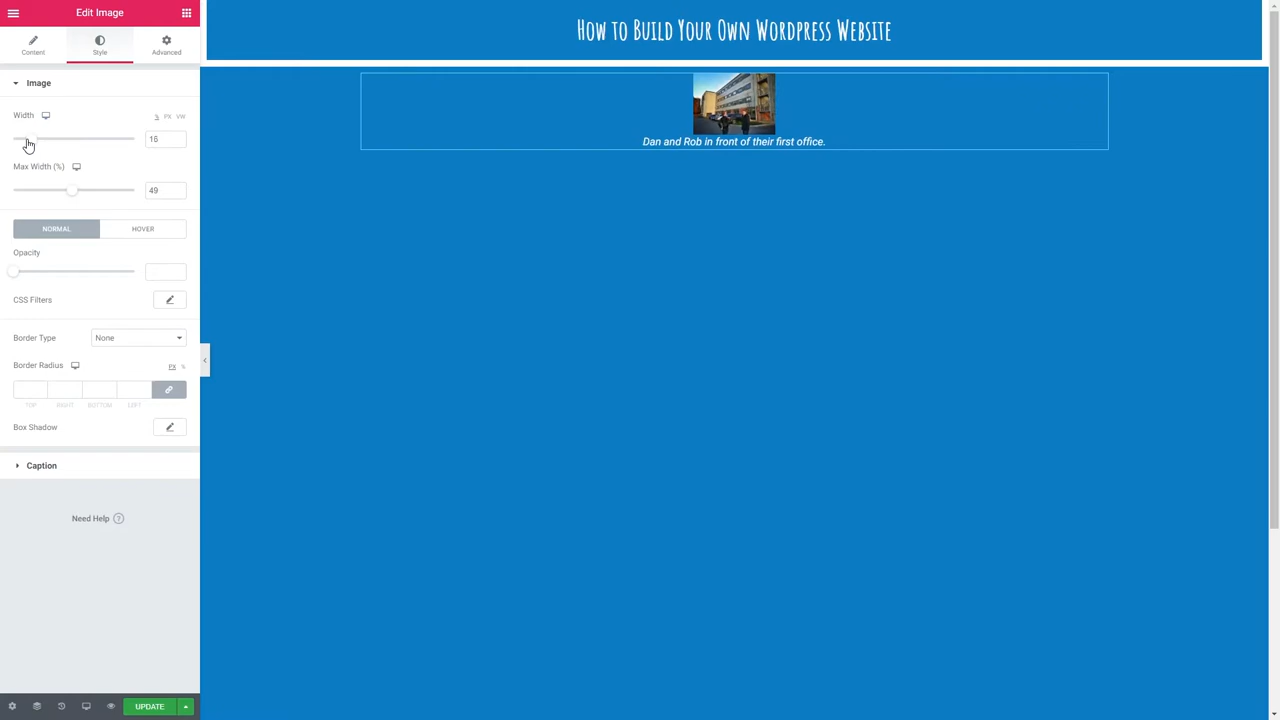 Edit Image
Content
Style
Advanced
Image
Width
% PX VW
16
Max Width (%)
49
NORMAL
HOVER
Opacity
CSS Filters
Border Type
None
Border Radius
PX %
TOP RIGHT BOTTOM LEFT
Box Shadow
Caption
Need Help ?
UPDATE
How to Build Your Own Wordpress Website
Dan and Rob in front of their first office.